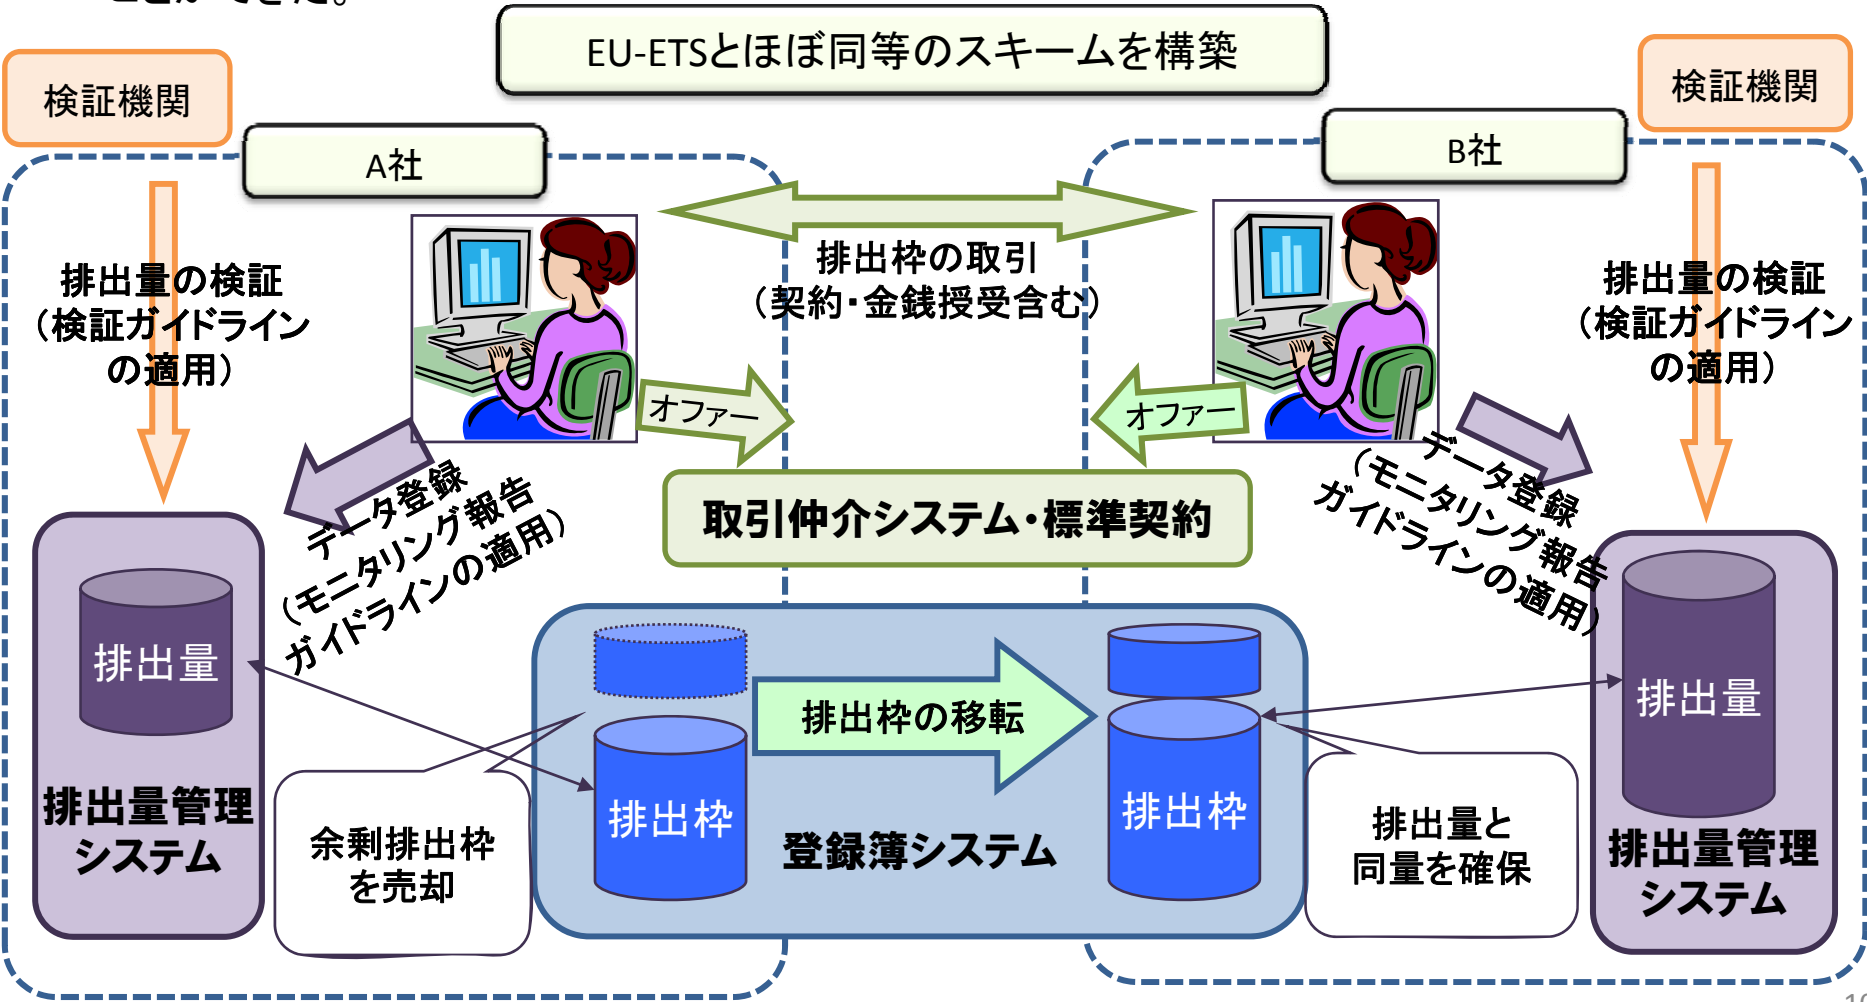 EU-ETSとほぼ同等のスキームを構築
検証機関
検証機関
A社
B社
排出枠の取引
（契約・金銭授受含む）
排出量の検証
（検証ガイドライン
の適用）
排出量の検証
（検証ガイドライン
の適用）
オファー
オファー
データ登録
（モニタリング報告
ガイドラインの適用）
データ登録
（モニタリング報告
ガイドラインの適用）
取引仲介システム・標準契約
排出量
排出量管理
システム
排出枠の移転
排出枠
排出枠
登録簿システム
余剰排出枠
を売却
排出量と
同量を確保
排出量
排出量管理
システム